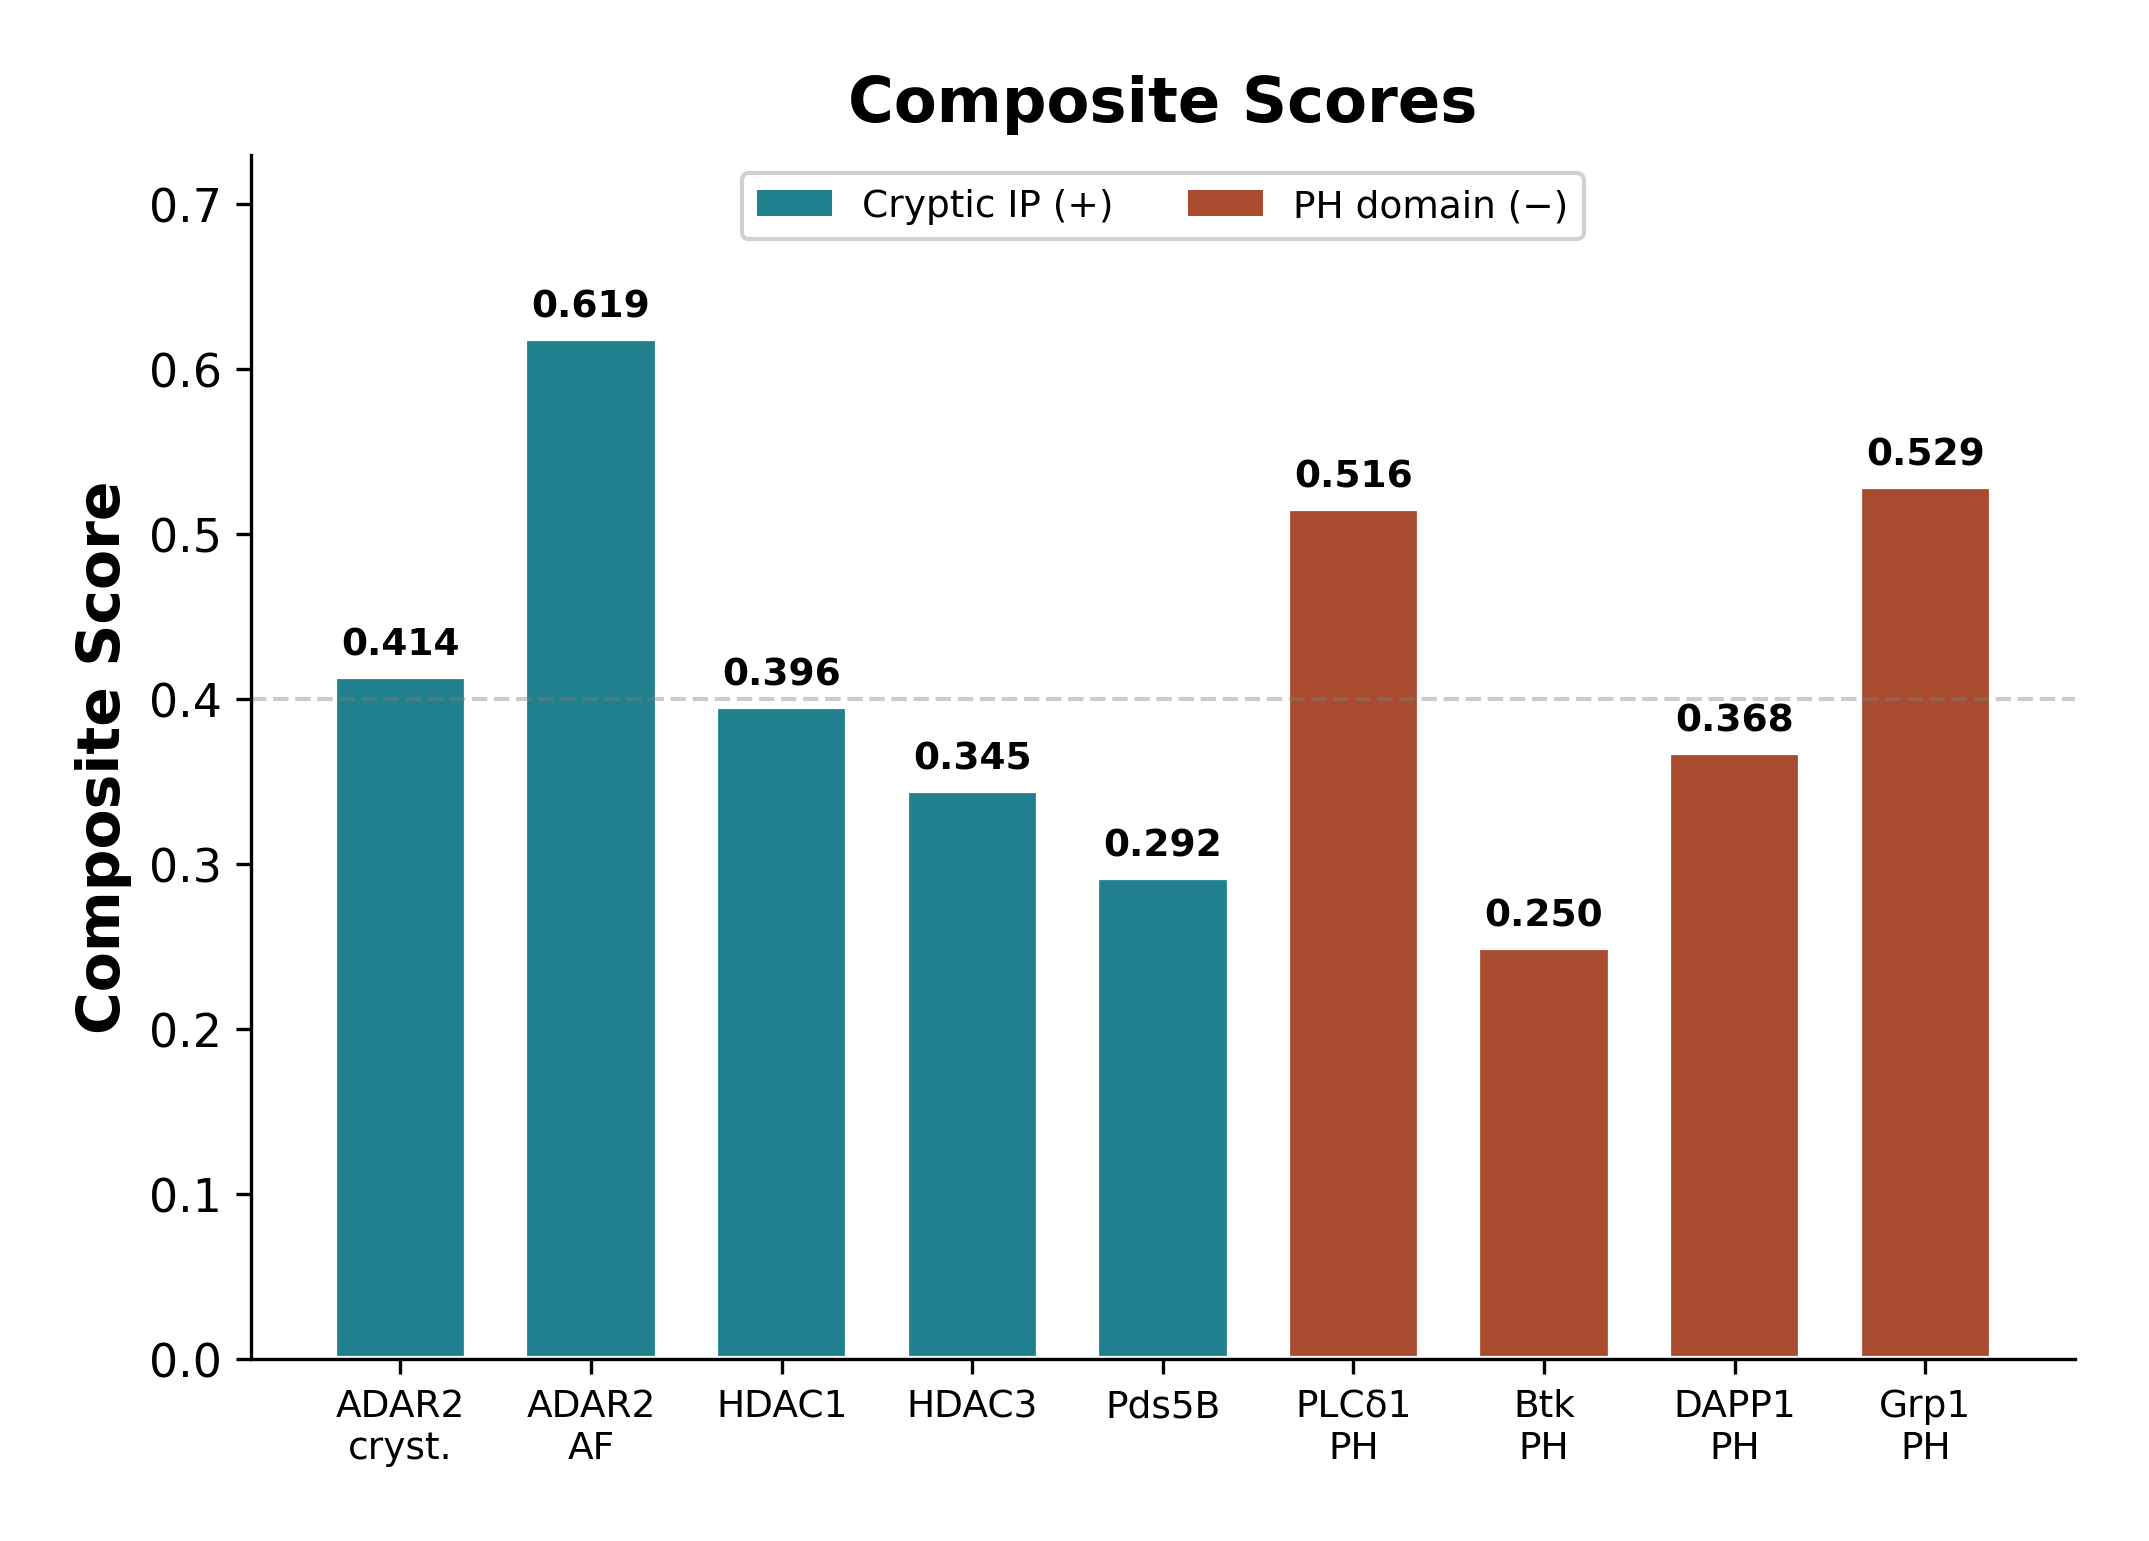 Composite Scores
Cryptic IP (+) PH domain (−)
Composite Score
0.7
0.6
0.5
0.4
0.3
0.2
0.1
0.0
0.414
0.619
0.396
0.345
0.292
0.516
0.250
0.368
0.529
ADAR2 cryst.
ADAR2 AF
HDAC1
HDAC3
Pds5B
PLCδ1 PH
Btk PH
DAPP1 PH
Grp1 PH